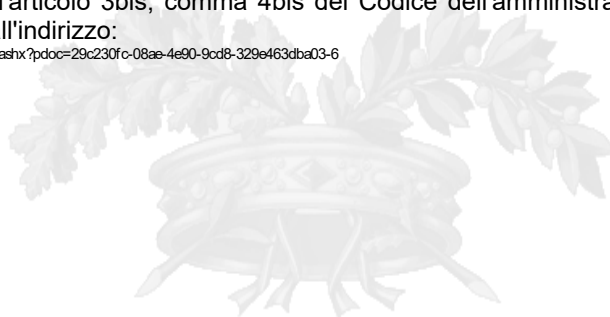 l'articolo 3bis, comma 4bis del Codice dell'amministra
ll'indirizzo:
ashx?pdoc=29c230fc-08ae-4e90-9cd8-329e463dba03-6